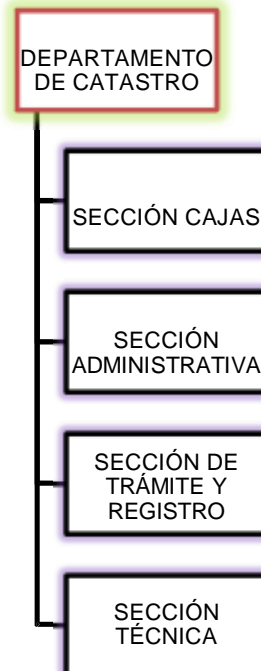 DEPARTAMENTO
DE CATASTRO
SECCIÓN CAJAS
SECCIÓN
ADMINISTRATIVA
SECCIÓN DE
TRÁMITE Y
REGISTRO
SECCIÓN
TÉCNICA